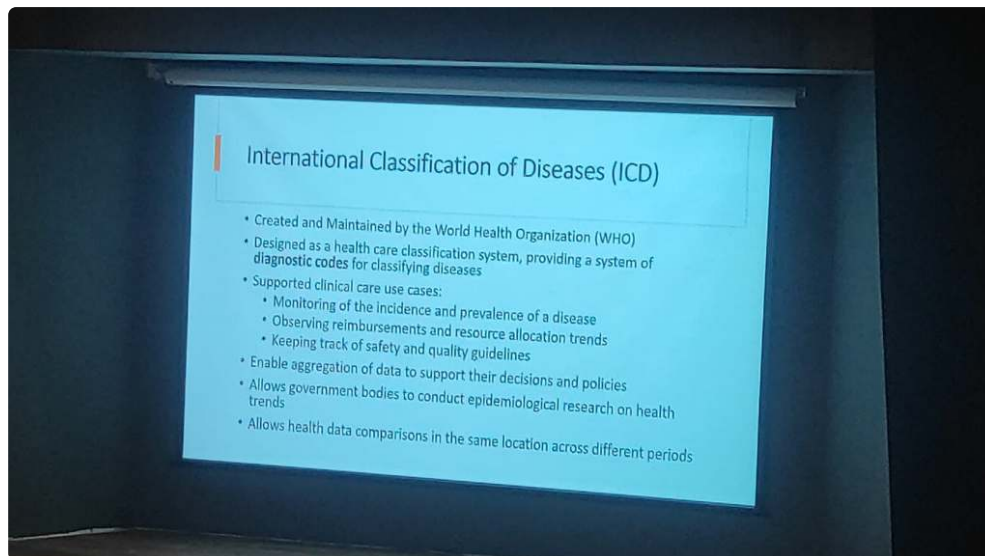 International Classification of Diseases (ICD)
• Created and Maintained by the World Health Organization (WHO)
• Designed as a health care classification system, providing a system of
diagnostic codes for classifying diseases
• Supported clinical care use cases:
• Monitoring of the incidence and prevalence of a disease
• Observing reimbursements and resource allocation trends
• Keeping track of safety and quality guidelines
• Enable aggregation of data to support their decisions and policies
• Allows government bodies to conduct epidemiological research on health
trends
• Allows health data comparisons in the same location across different periods